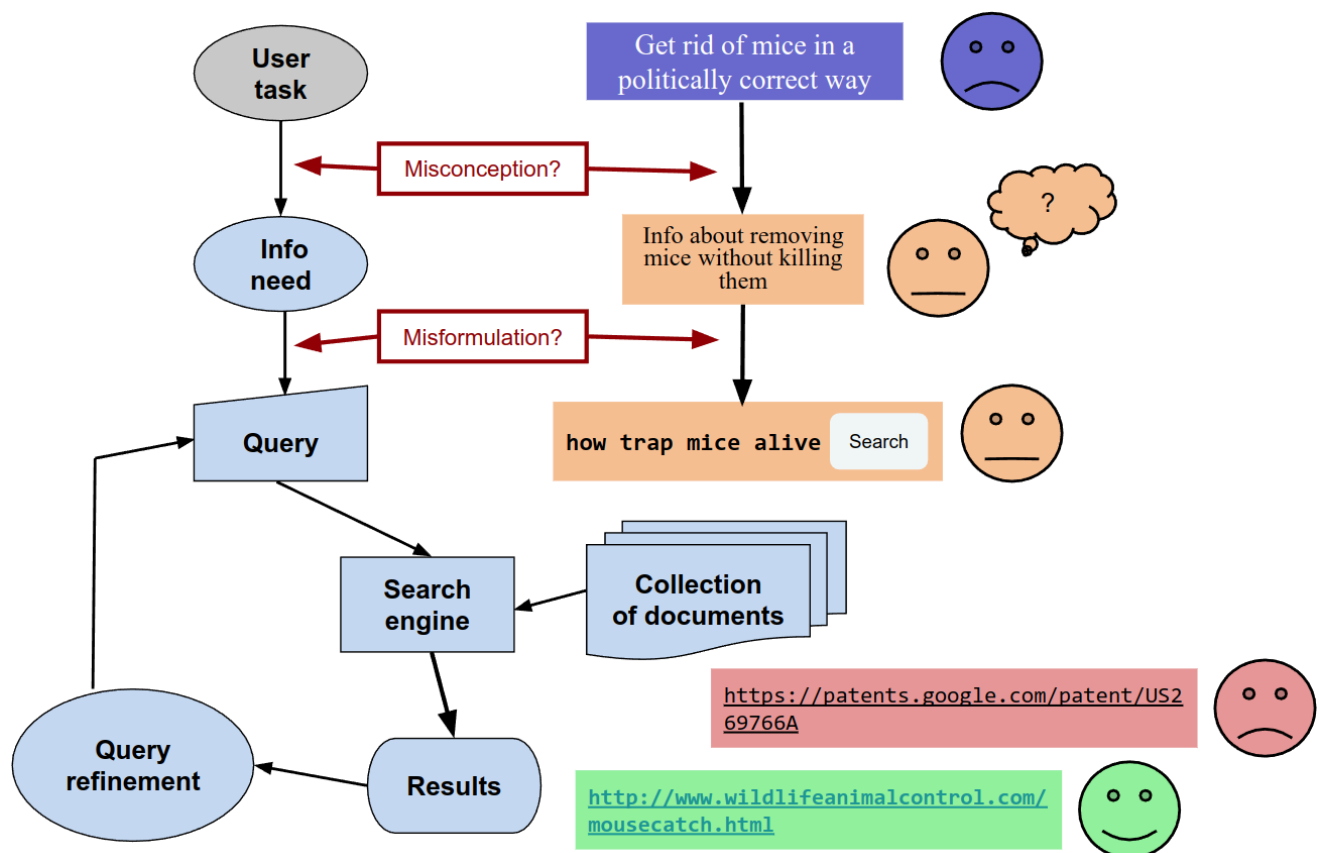 User
task
Get rid of mice in a
politically correct way
Misconception?
?
Info
need
Info about removing
mice without killing
them
Misformulation?
Query
how trap mice alive
Search
Search
engine
Collection
of documents
https://patents.google.com/patent/US2
69766A
Query
refinement
Results
http://www.wildlifeanimalcontrol.com/
mousecatch.html